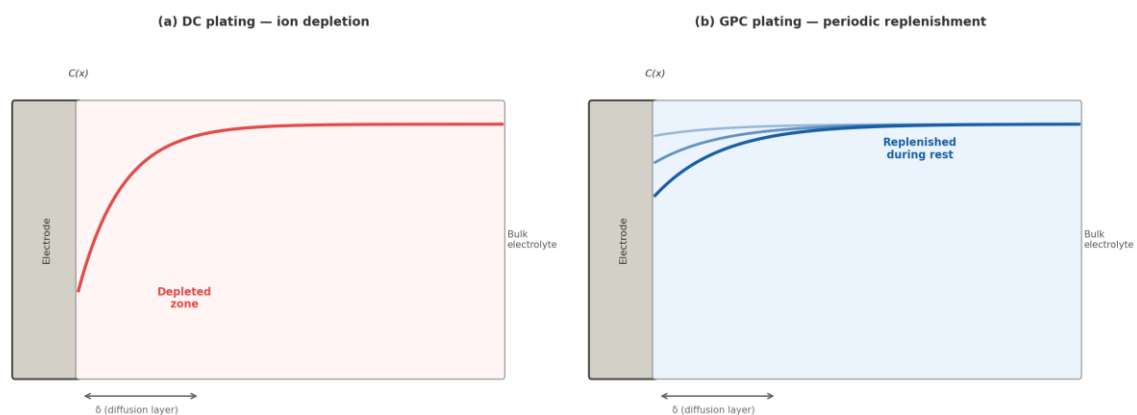 (a) DC plating — ion depletion
C(x)
Electrode
Depleted
zone
Bulk
electrolyte
δ (diffusion layer)
(b) GPC plating — periodic replenishment
C(x)
Electrode
Replenished
during rest
Bulk
electrolyte
δ (diffusion layer)